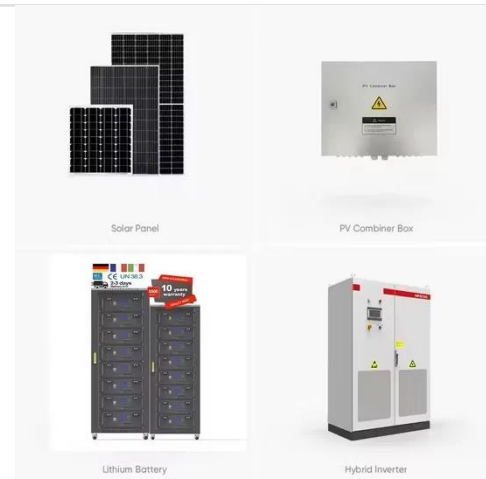 PV Combiner Box
Solar Panel
PV Combiner Box
CE UN38.3
2-3 days
10 years
warranty
Lithium Battery
Hybrid Inverter